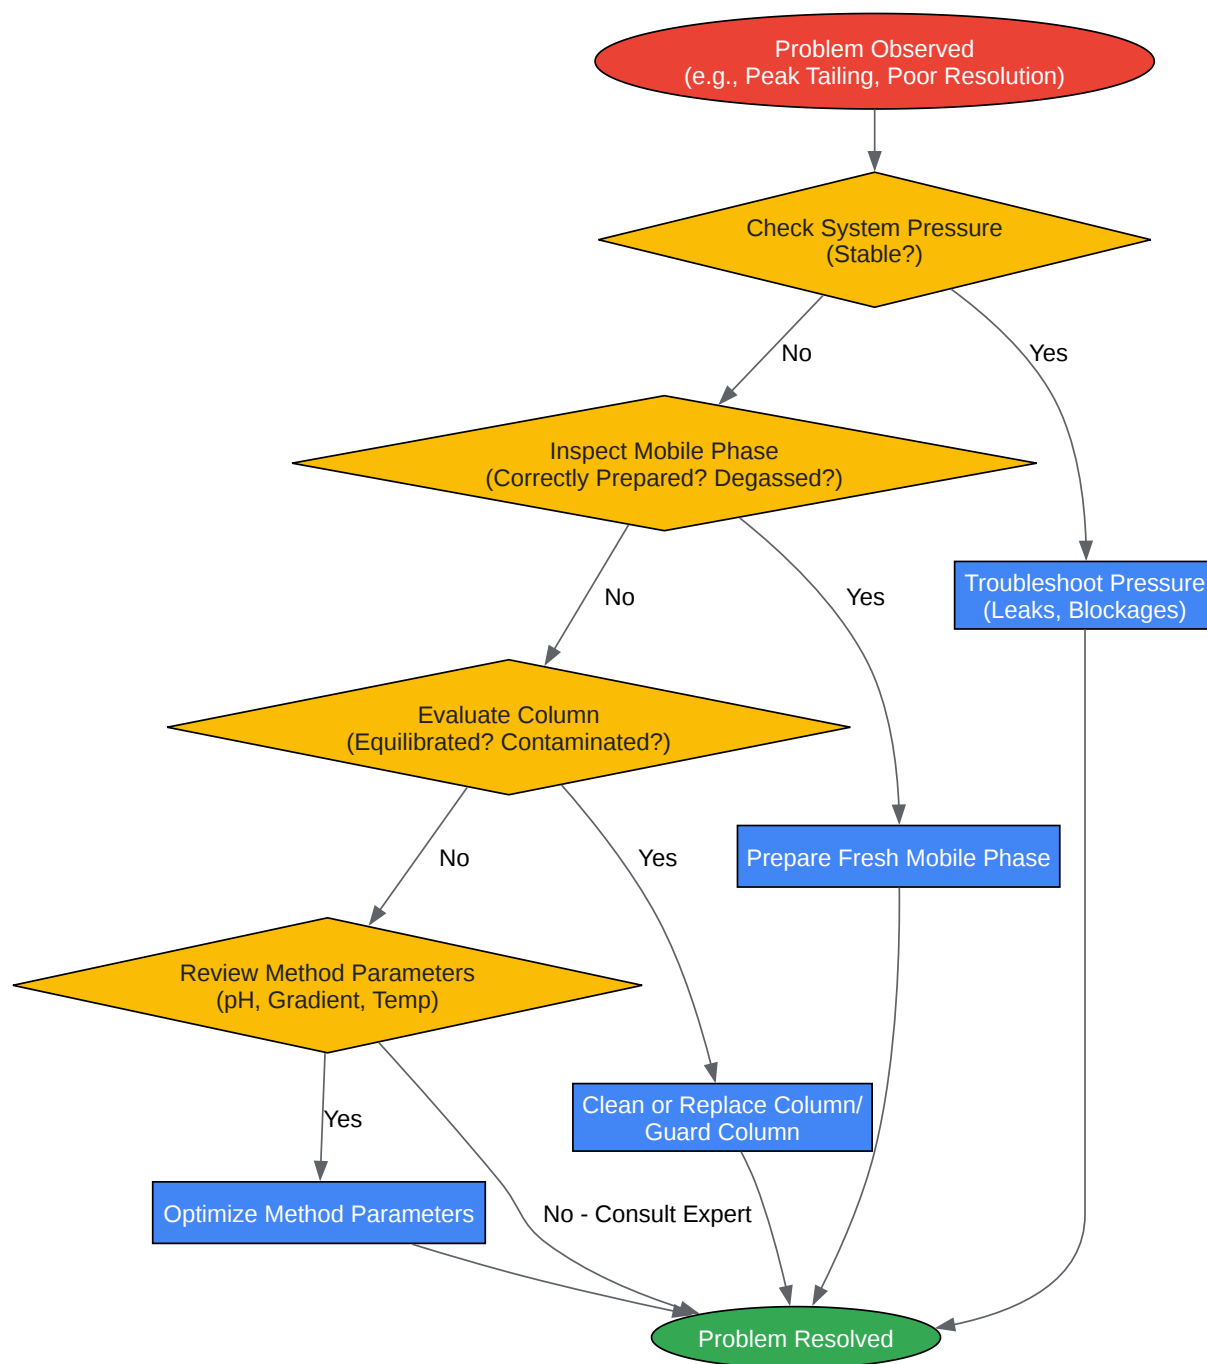 Problem Observed
(e.g., Peak Tailing, Poor Resolution)
Check System Pressure
(Stable?)
No
Yes
Inspect Mobile Phase
(Correctly Prepared? Degassed?)
Troubleshoot Pressure
(Leaks, Blockages)
No
Yes
Evaluate Column
(Equilibrated? Contaminated?)
Prepare Fresh Mobile Phase
No
Yes
Review Method Parameters
(pH, Gradient, Temp)
Clean or Replace Column/
Guard Column
Yes
Optimize Method Parameters
No - Consult Expert
Problem Resolved